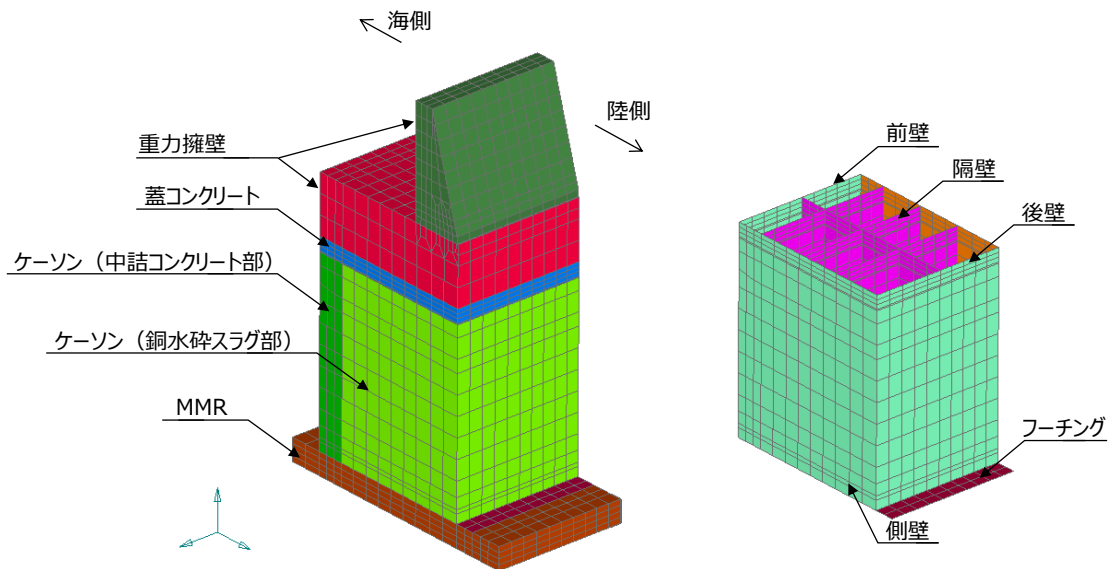 海側
陸側
重力擁壁
蓋コンクリート
ケーソン（中詰コンクリート部）
ケーソン（銅水砕スラグ部）
MMR
前壁
隔壁
後壁
フーチング
側壁